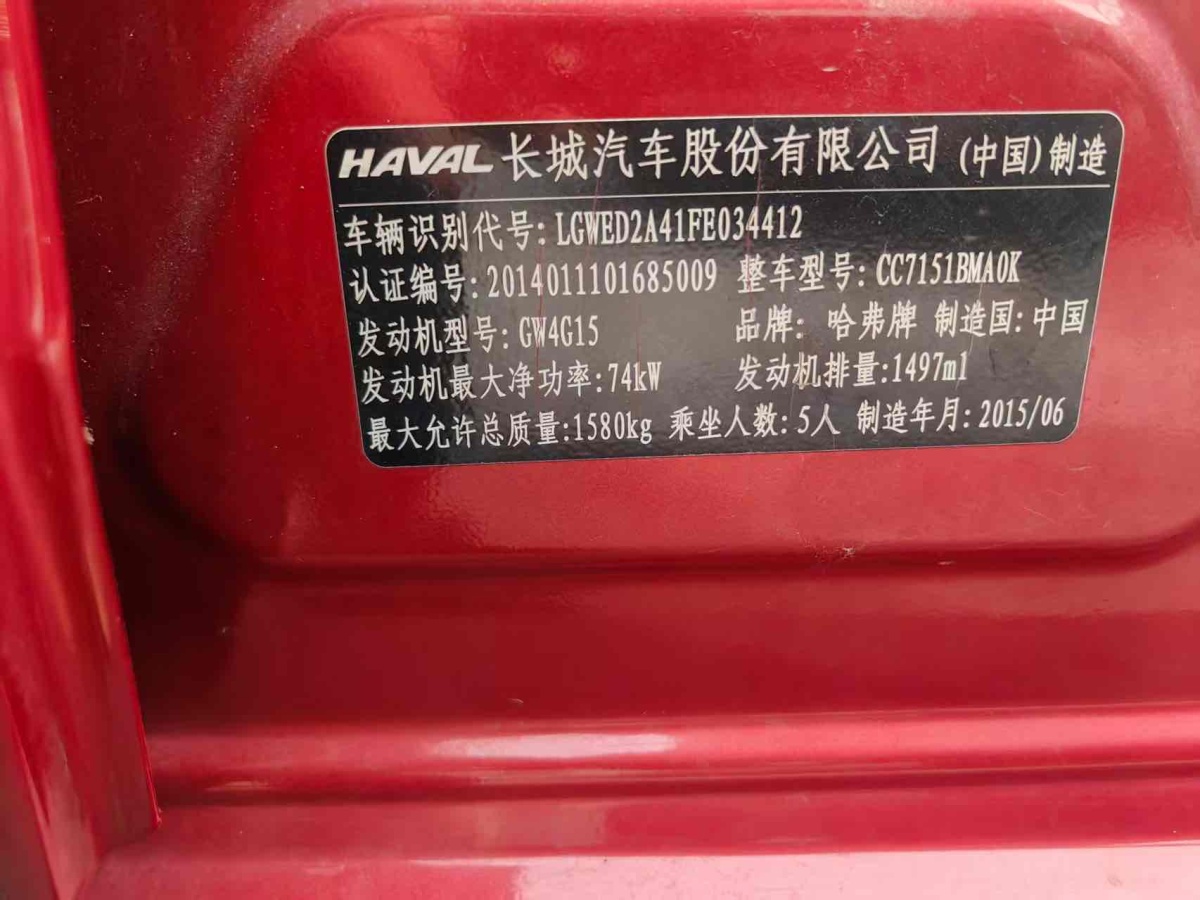 HAVAL 长城汽车股份有限公司 (中国)制造
车辆识别代号: LGWED2A41FE034412
认证编号: 2014011101685009 整车型号: CC7151BMA0K
发动机型号: GW4G15 品牌: 哈弗牌 制造国: 中国
发动机最大净功率: 74kW 发动机排量: 1497ml
最大允许总质量: 1580kg 乘坐人数: 5人 制造年月: 2015/06